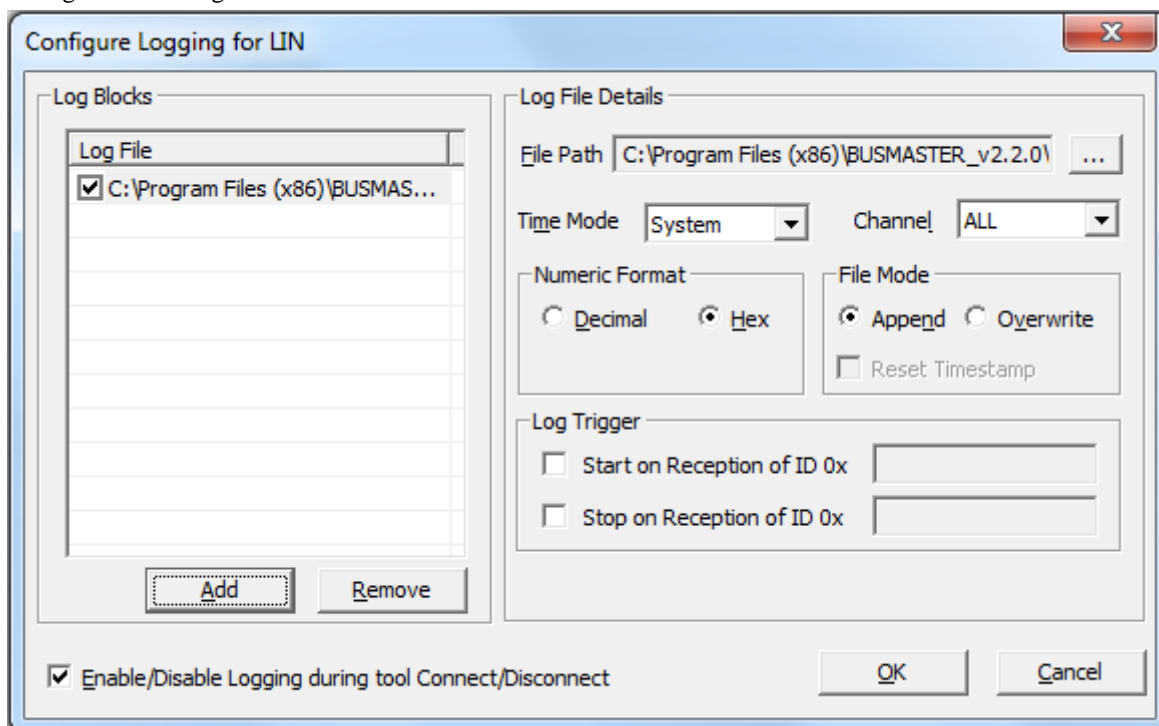 Configure Logging for LIN
Log Blocks
Log File
C:\Program Files (x86)\BUSMAS...
Add
Remove
Log File Details
File Path C:\Program Files (x86)\BUSMASTER_v2.2.0\ ...
Time Mode System Channel ALL
Numeric Format
Decimal Hex
File Mode
Append Overwrite
Reset Timestamp
Log Trigger
Start on Reception of ID 0x
Stop on Reception of ID 0x
Enable/Disable Logging during tool Connect/Disconnect
OK
Cancel